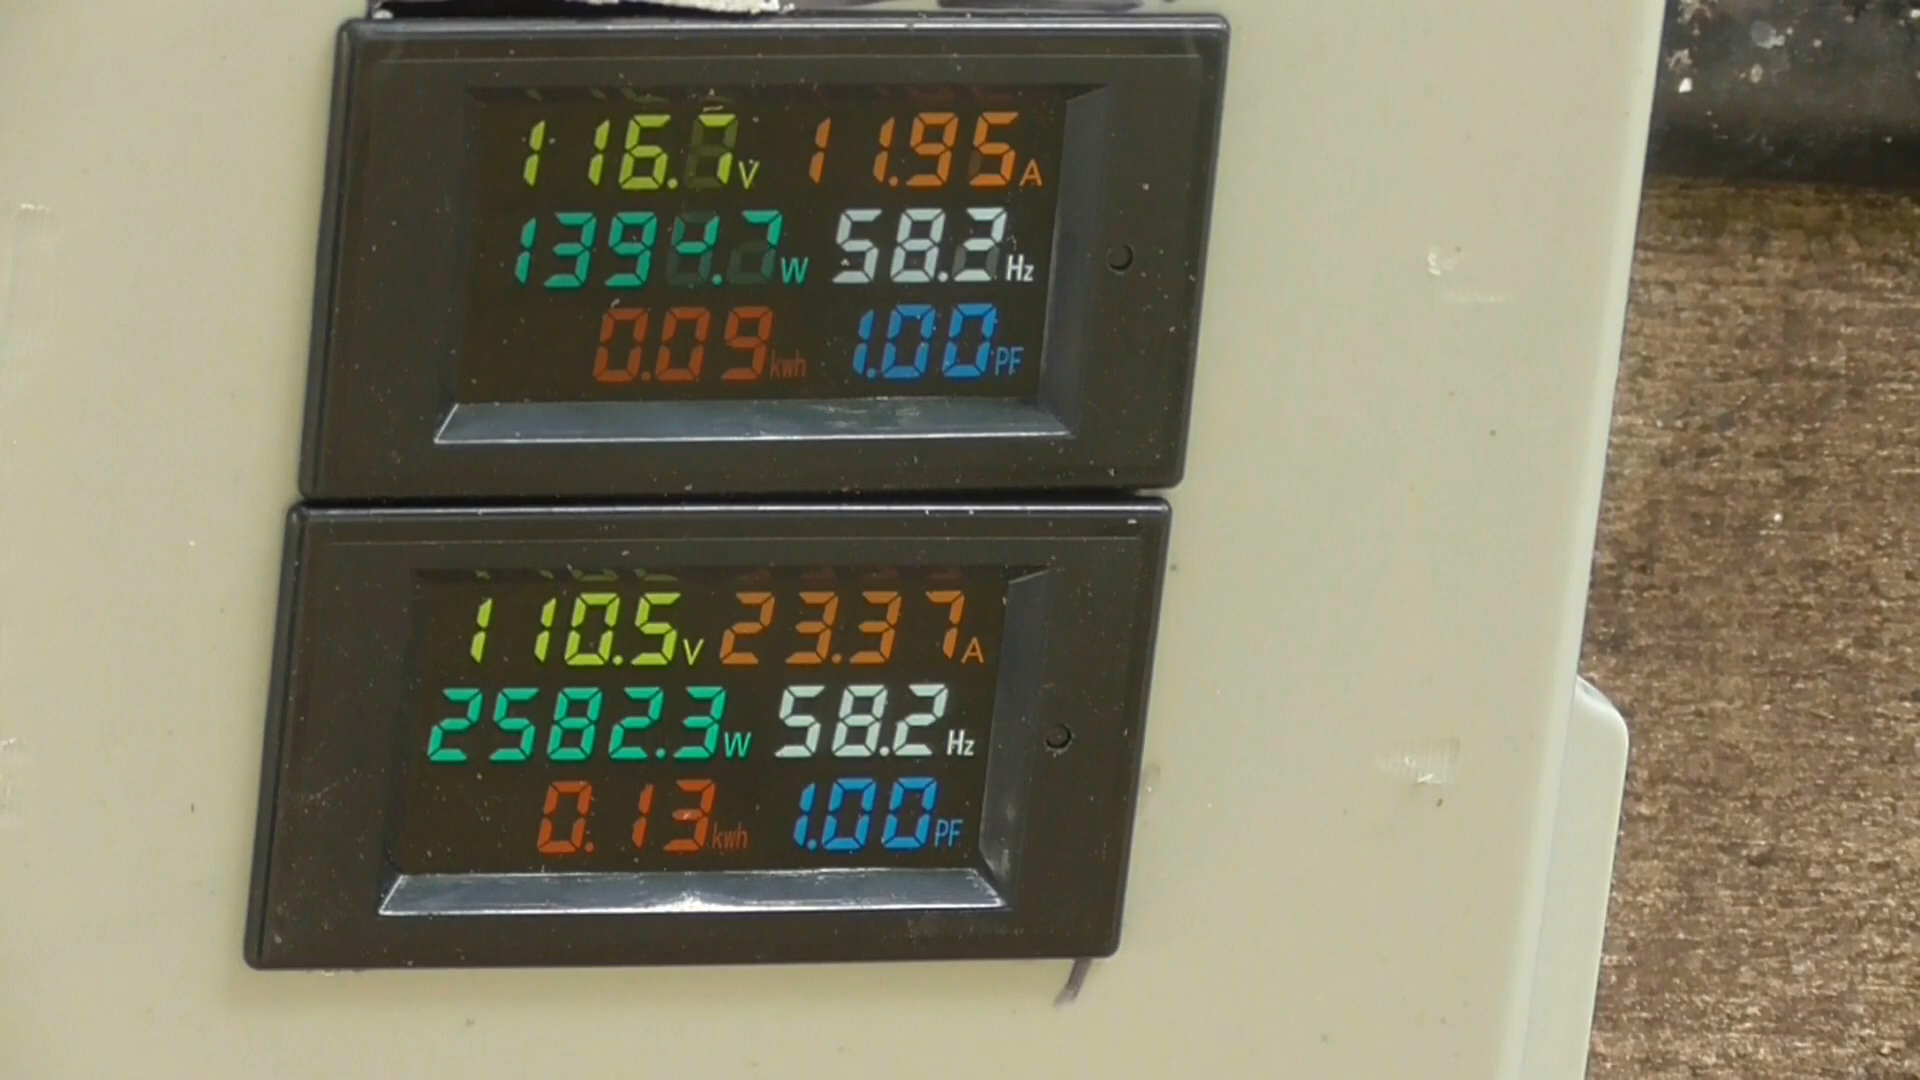 116.7V 11.95A
1394.7W 58.2Hz
0.09kwh 1.00PF
110.5V 23.37A
2582.3W 58.2Hz
0.13kwh 1.00PF